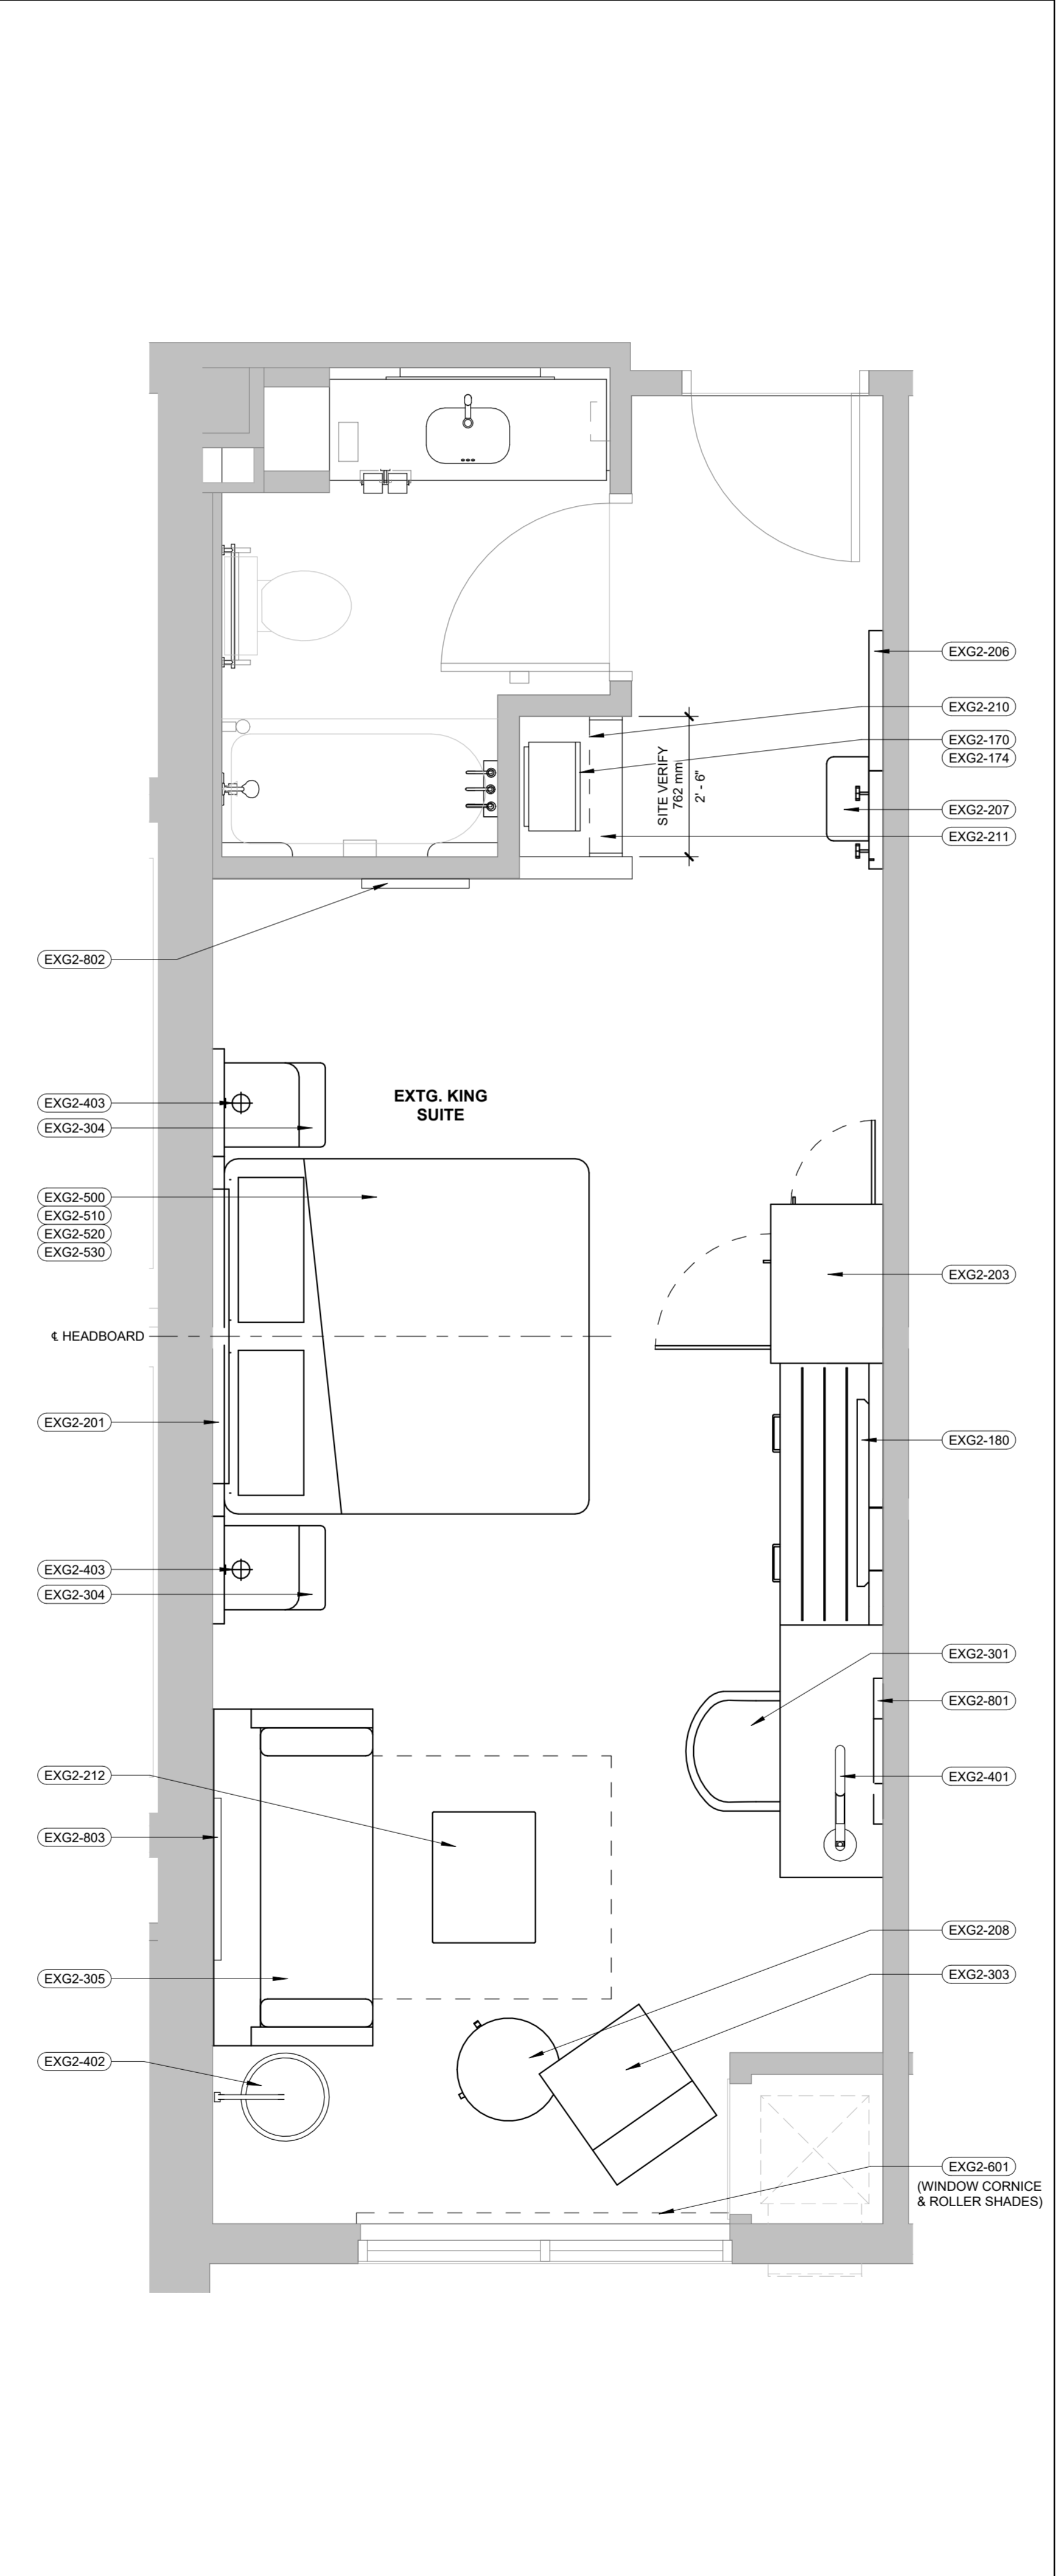 EXG2-206
EXG2-210
EXG2-170
EXG2-174
EXG2-207
EXG2-211
SITE VERIFY
762 mm
2' - 6"
EXG2-802
EXTG. KING
SUITE
EXG2-403
EXG2-304
EXG2-500
EXG2-510
EXG2-520
EXG2-530
EXG2-203
℄ HEADBOARD
EXG2-201
EXG2-180
EXG2-403
EXG2-304
EXG2-301
EXG2-801
EXG2-212
EXG2-401
EXG2-803
EXG2-208
EXG2-303
EXG2-305
EXG2-402
EXG2-601
(WINDOW CORNICE
& ROLLER SHADES)